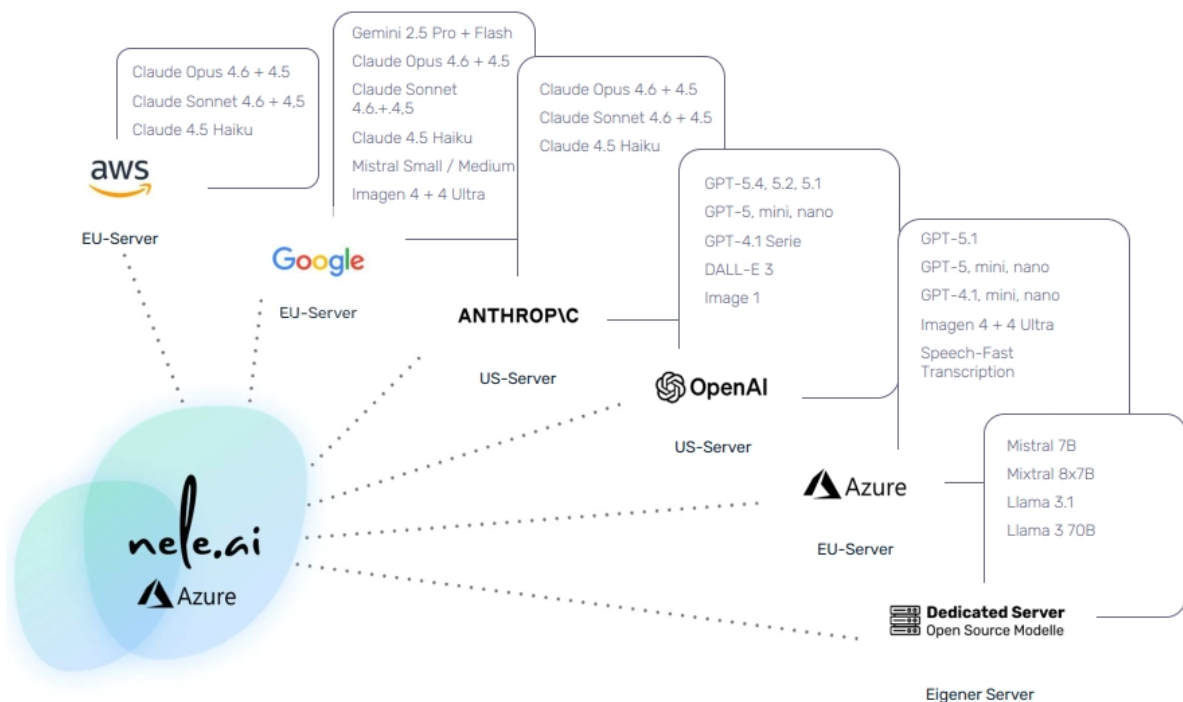 Claude Opus 4.6 + 4.5
Claude Sonnet 4.6 + 4,5
Claude 4.5 Haiku
aws
EU-Server
Gemini 2.5 Pro + Flash
Claude Opus 4.6 + 4.5
Claude Sonnet
4.6.+.4,5
Claude 4.5 Haiku
Mistral Small / Medium
Imagen 4 + 4 Ultra
Google
EU-Server
Claude Opus 4.6 + 4.5
Claude Sonnet 4.6 + 4.5
Claude 4.5 Haiku
ANTHROP\C
US-Server
GPT-5.4, 5.2, 5.1
GPT-5, mini, nano
GPT-4.1 Serie
DALL-E 3
Image 1
OpenAI
US-Server
GPT-5.1
GPT-5, mini, nano
GPT-4.1, mini, nano
Imagen 4 + 4 Ultra
Speech-Fast
Transcription
Azure
EU-Server
Mistral 7B
Mixtral 8x7B
Llama 3.1
Llama 3 70B
Dedicated Server
Open Source Modelle
Eigener Server
nele.ai
Azure